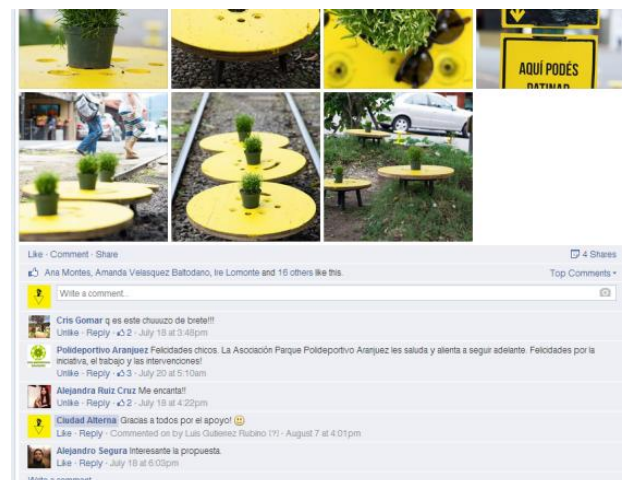 AQUÍ PODÉS
PATINAR
Like · Comment · Share
4 Shares
Ana Montes, Amanda Velasquez Baltodano, Ire Lomonte and 16 others like this.
Top Comments
Write a comment...
Cris Gomar q es este chuuuzo de brete!!!
Unlike · Reply · 2 · July 18 at 3:48pm
Polideportivo Aranjuez Felicidades chicos. La Asociación Parque Polideportivo Aranjuez les saluda y alienta a seguir adelante. Felicidades por la
iniciativa, el trabajo y las intervenciones!
Unlike · Reply · 3 · July 20 at 5:10am
Alejandra Ruiz Cruz Me encanta!!
Unlike · Reply · 2 · July 18 at 4:22pm
Ciudad Alterna Gracias a todos por el apoyo!
Like · Reply · Commented on by Luis Gutierrez Rubino [?] · August 7 at 4:01pm
Alejandro Segura Interesante la propuesta.
Like · Reply · July 18 at 6:03pm
Write a comment